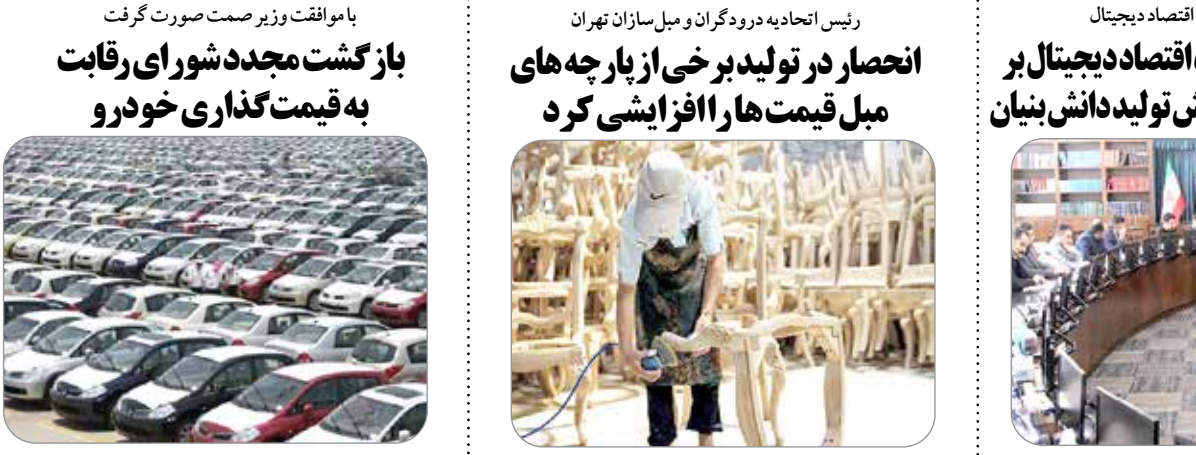 اقتصاد دیجیتال
اقتصاد دیجیتال بر
تولید دانش‌بنیان
رئیس اتحادیه درودگران و مبل‌سازان تهران
انحصار در تولید برخی از پارچه‌های
مبل قیمت‌ها را افزایشی کرد
با موافقت وزیر صمت صورت گرفت
بازگشت مجدد شورای رقابت
به قیمت‌گذاری خودرو